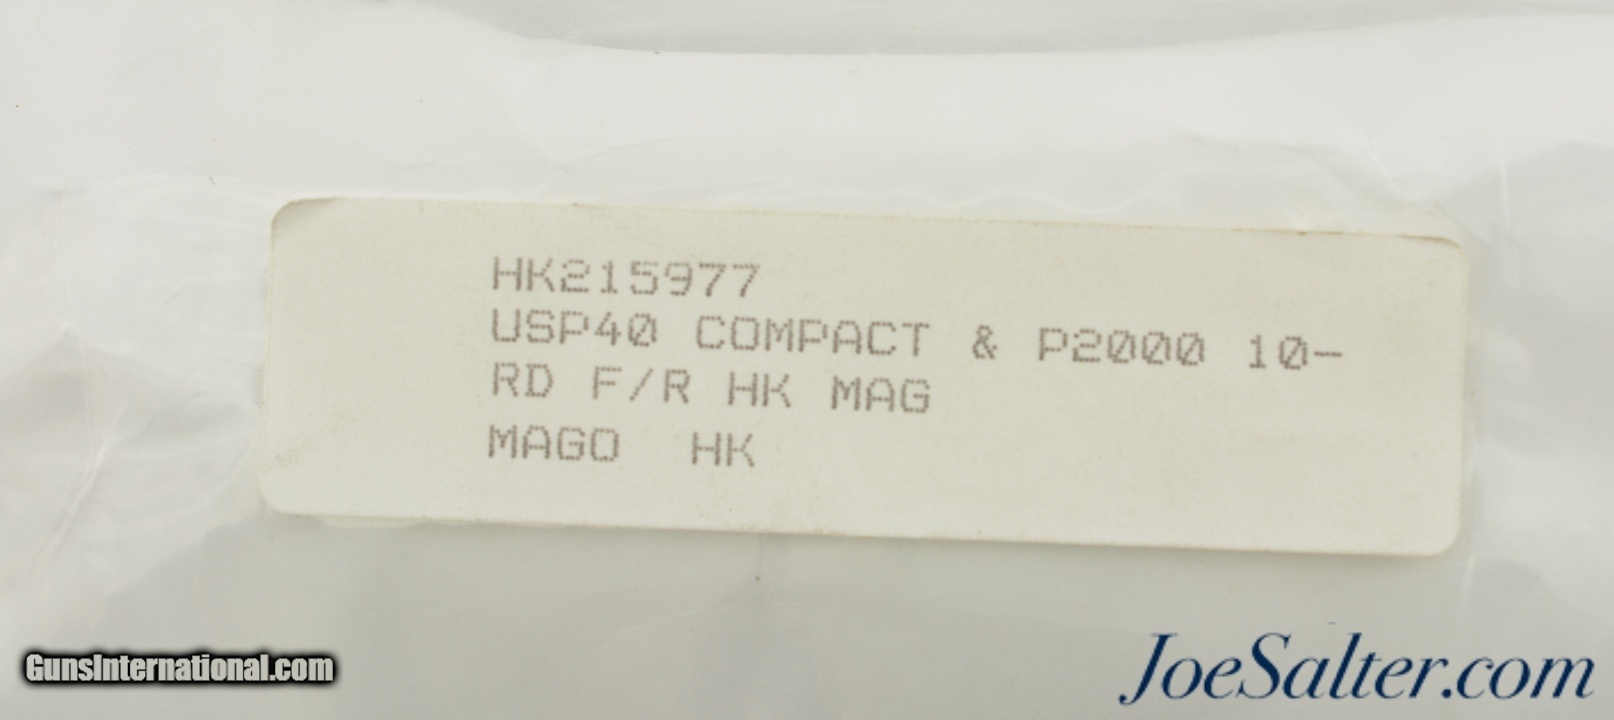 HK215977
USP40 COMPACT & P2000 10-
RD F/R HK MAG
MAGO HK
GunsInternational.com
JoeSalter.com